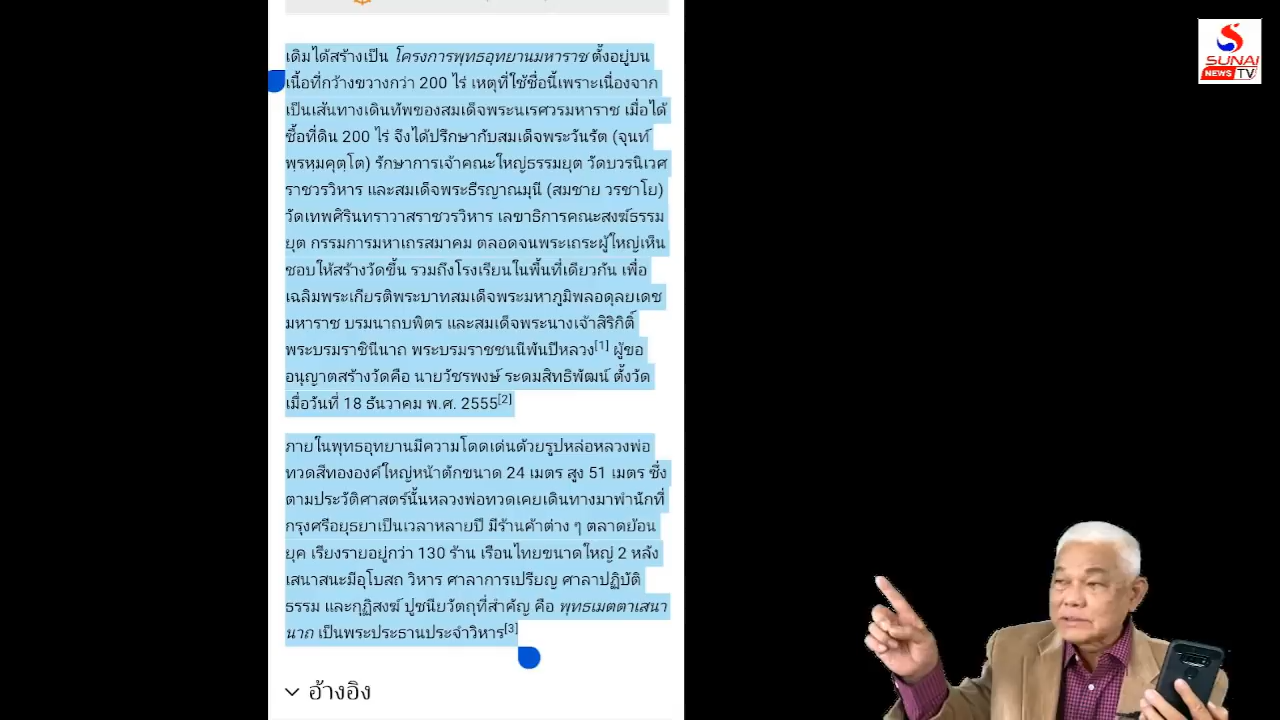 เดิมได้สร้างเป็น โครงการพุทธอุทยานมหาราช ตั้งอยู่บน
เนื้อที่กว้างขวางกว่า 200 ไร่ เหตุที่ใช้ชื่อนี้เพราะเนื่องจาก
เป็นเส้นทางเดินทัพของสมเด็จพระนเรศวรมหาราช เมื่อได้
ซื้อที่ดิน 200 ไร่ จึงได้ปรึกษากับสมเด็จพระวันรัต (จุนท์
พฺรหฺมคุตฺโต) รักษาการเจ้าคณะใหญ่ธรรมยุต วัดบวรนิเวศ
ราชวรวิหาร และสมเด็จพระธีรญาณมุนี (สมชาย วรชาโย)
วัดเทพศิรินทราวาสราชวรวิหาร เลขาธิการคณะสงฆ์ธรรม
ยุต กรรมการมหาเถรสมาคม ตลอดจนพระเถระผู้ใหญ่เห็น
ชอบให้สร้างวัดขึ้น รวมถึงโรงเรียนในพื้นที่เดียวกัน เพื่อ
เฉลิมพระเกียรติพระบาทสมเด็จพระมหาภูมิพลอดุลยเดช
มหาราช บรมนาถบพิตร และสมเด็จพระนางเจ้าสิริกิติ์
พระบรมราชินีนาถ พระบรมราชชนนีพันปีหลวง[1] ผู้ขอ
อนุญาตสร้างวัดคือ นายวัชรพงษ์ ระดมสิทธิพัฒน์ ตั้งวัด
เมื่อวันที่ 18 ธันวาคม พ.ศ. 2555[2]
ภายในพุทธอุทยานมีความโดดเด่นด้วยรูปหล่อหลวงพ่อ
ทวดสีทององค์ใหญ่หน้าตักขนาด 24 เมตร สูง 51 เมตร ซึ่ง
ตามประวัติศาสตร์นั้นหลวงพ่อทวดเคยเดินทางมาพำนักที่
กรุงศรีอยุธยาเป็นเวลาหลายปี มีร้านค้าต่าง ๆ ตลาดย้อน
ยุค เรียงรายอยู่กว่า 130 ร้าน เรือนไทยขนาดใหญ่ 2 หลัง
เสนาสนะมีอุโบสถ วิหาร ศาลาการเปรียญ ศาลาปฏิบัติ
ธรรม และกุฏิสงฆ์ ปูชนียวัตถุที่สำคัญ คือ พุทธเมตตาเสนา
นาถ เป็นพระประธานประจำวิหาร[3]
อ้างอิง
SUNAI
NEWS TV